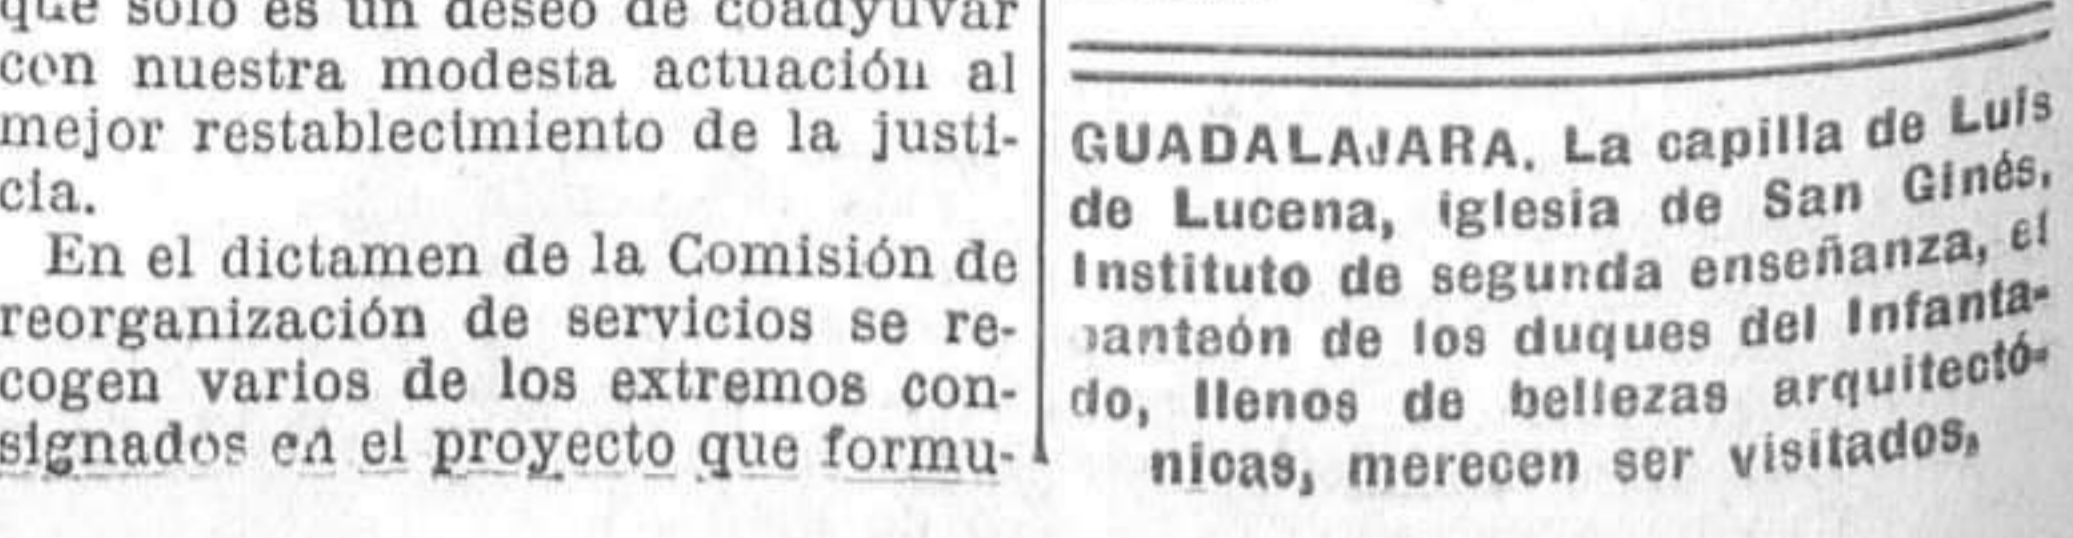 que sólo es un deseo de coadyuvar
con nuestra modesta actuación al
mejor restablecimiento de la justi-
cia.
En el dictamen de la Comisión de
reorganización de servicios se re-
cogen varios de los extremos con-
signados en el proyecto que formu-
GUADALAJARA. La capilla de Luis
de Lucena, iglesia de San Ginés,
Instituto de segunda enseñanza, el
panteón de los duques del Infanta-
do, llenos de bellezas arquitectó-
nicas, merecen ser visitados,